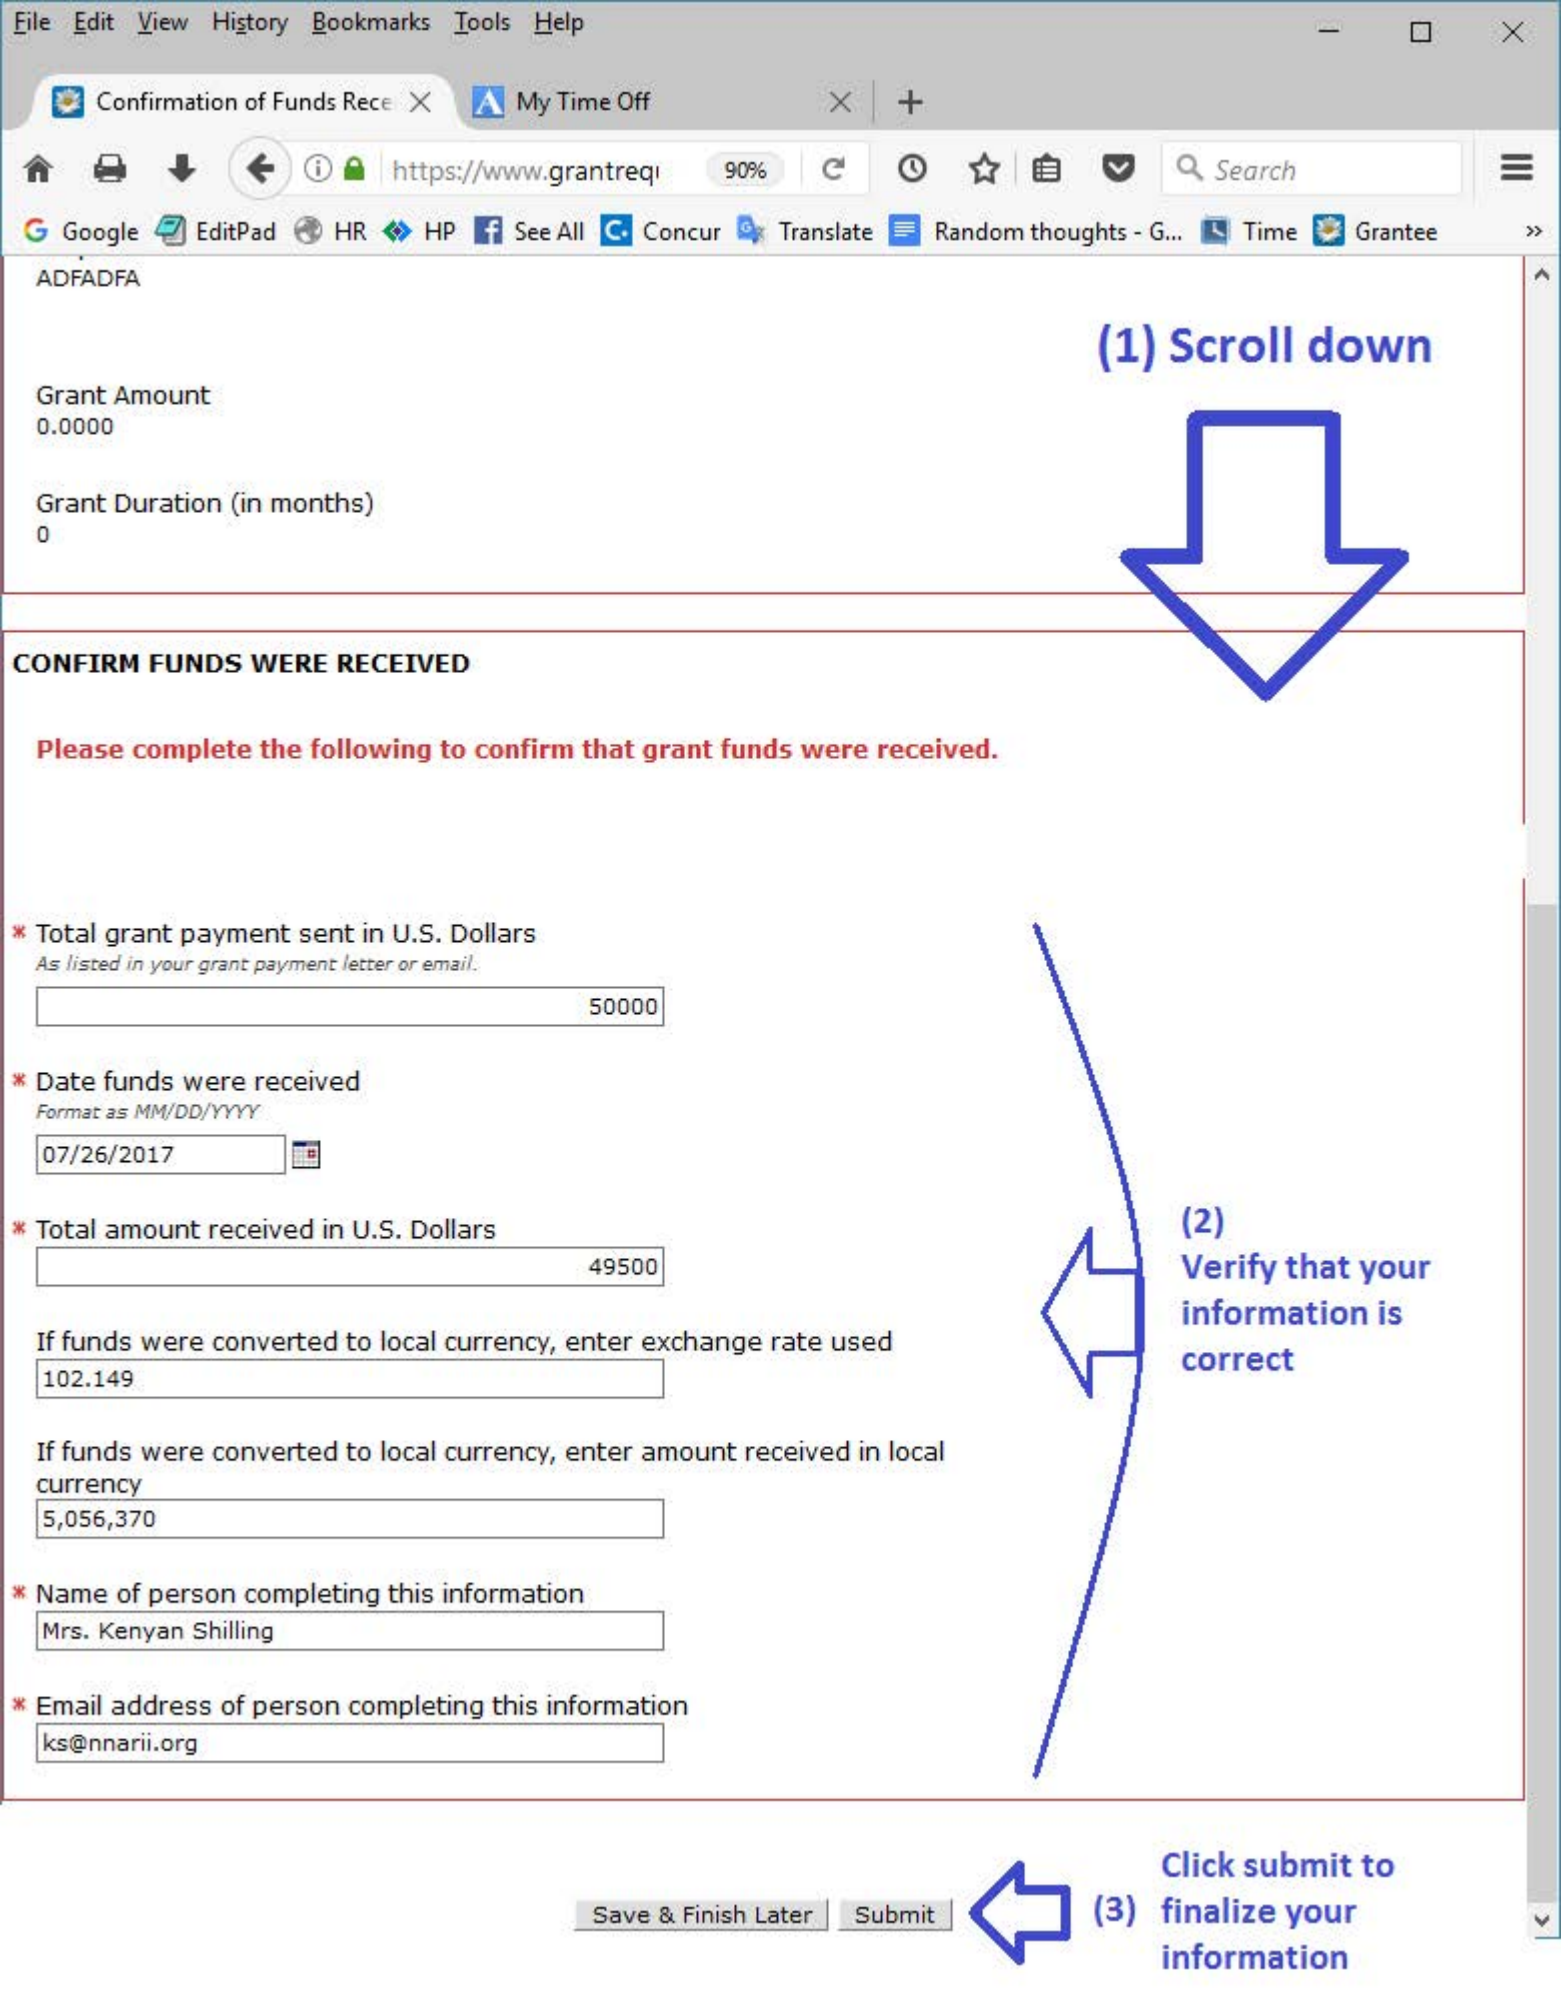 File Edit View History Bookmarks Tools Help
Confirmation of Funds Rece
My Time Off
https://www.grantrequ
90%
Search
Google EditPad HR HP See All Concur Translate Random thoughts - G... Time Grantee
ADFADFA
(1) Scroll down
Grant Amount
0.0000
Grant Duration (in months)
0
CONFIRM FUNDS WERE RECEIVED
Please complete the following to confirm that grant funds were received.
* Total grant payment sent in U.S. Dollars
As listed in your grant payment letter or email.
50000
* Date funds were received
Format as MM/DD/YYYY
07/26/2017
* Total amount received in U.S. Dollars
49500
If funds were converted to local currency, enter exchange rate used
102.149
If funds were converted to local currency, enter amount received in local
currency
5,056,370
* Name of person completing this information
Mrs. Kenyan Shilling
* Email address of person completing this information
ks@nnarii.org
(2)
Verify that your
information is
correct
Save & Finish Later Submit
(3)
Click submit to
finalize your
information